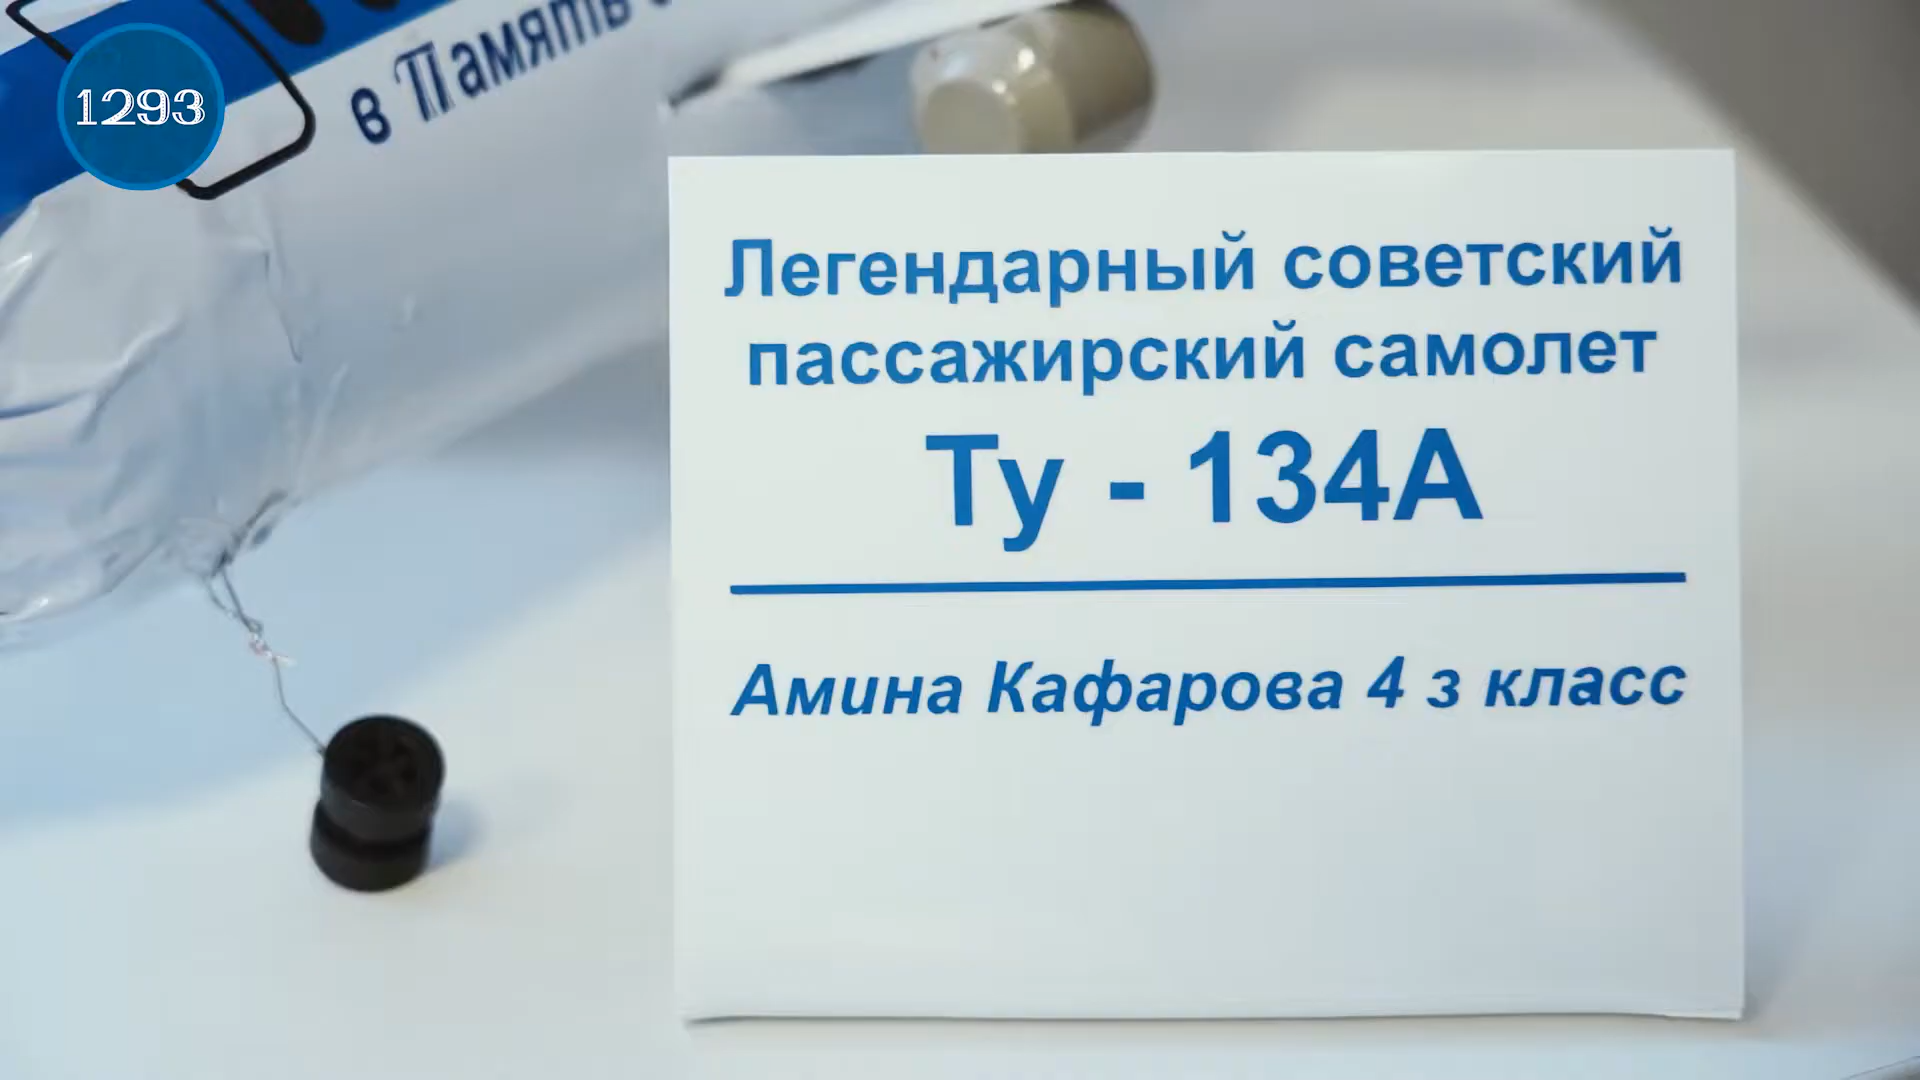 1293
в Память
Легендарный советский
пассажирский самолет
Ту - 134А
Амина Кафарова 4 з класс